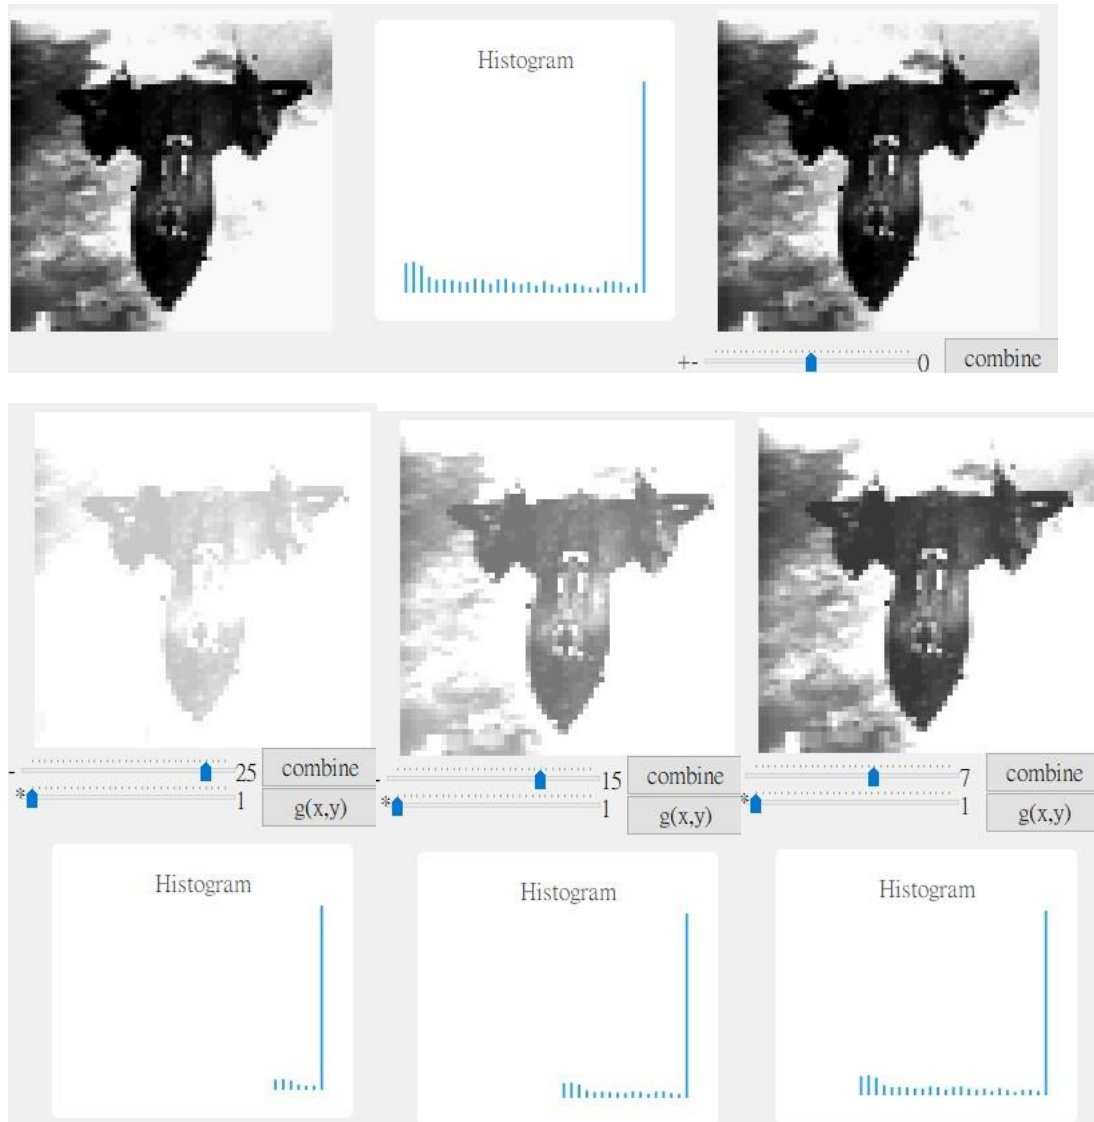 Histogram
+- 0 combine
- 25 combine
* 1 g(x,y)
- 15 combine
* 1 g(x,y)
7 combine
* 1 g(x,y)
Histogram
Histogram
Histogram